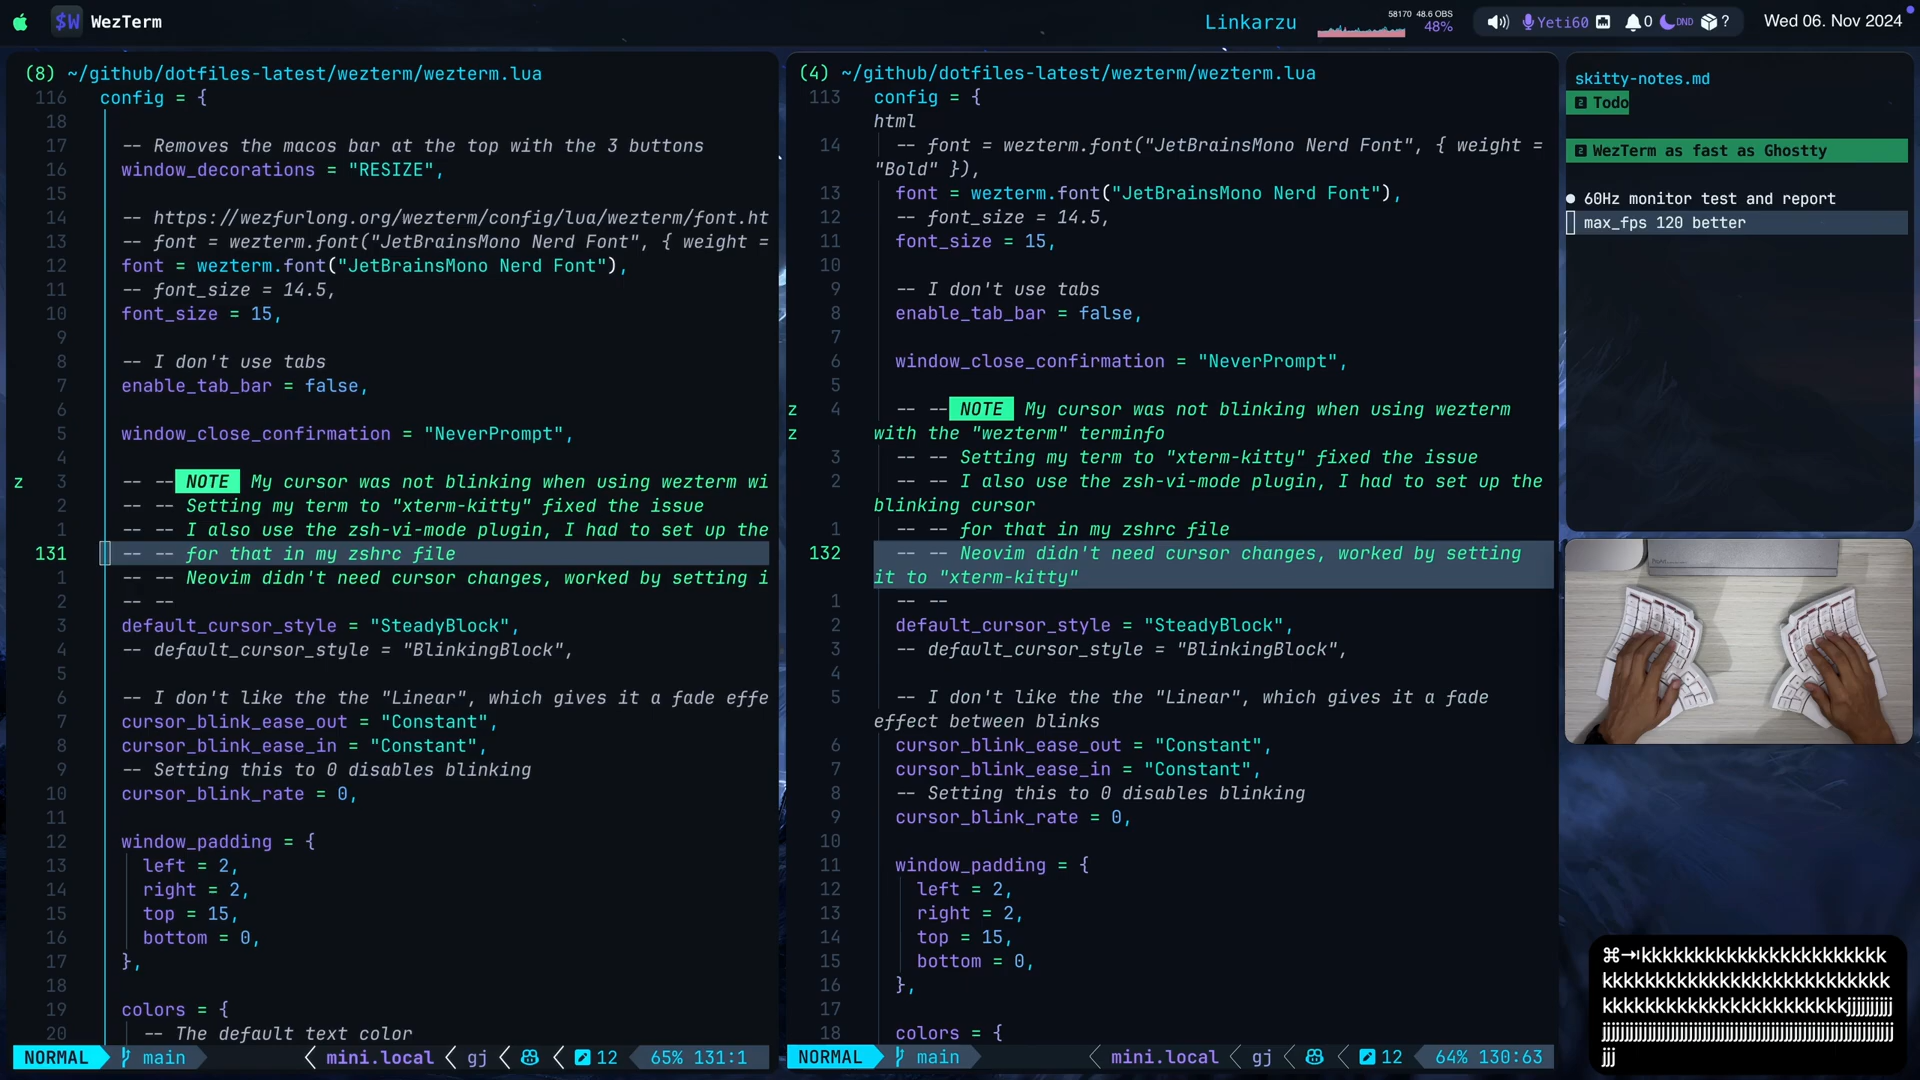 $W WezTerm
Linkarzu
58170 48.6 OBS
48%
Yeti60
0
DND
?
Wed 06. Nov 2024
(8) ~/github/dotfiles-latest/wezterm/wezterm.lua
116 config = {
18
17 -- Removes the macos bar at the top with the 3 buttons
16 window_decorations = "RESIZE",
15
14 -- https://wezfurlong.org/wezterm/config/lua/wezterm/font.ht
13 -- font = wezterm.font("JetBrainsMono Nerd Font", { weight =
12 font = wezterm.font("JetBrainsMono Nerd Font"),
11 -- font_size = 14.5,
10 font_size = 15,
9
8 -- I don't use tabs
7 enable_tab_bar = false,
6
5 window_close_confirmation = "NeverPrompt",
4
z 3 -- -- NOTE My cursor was not blinking when using wezterm wi
2 -- -- Setting my term to "xterm-kitty" fixed the issue
1 -- -- I also use the zsh-vi-mode plugin, I had to set up the
131 -- -- for that in my zshrc file
1 -- -- Neovim didn't need cursor changes, worked by setting i
2 -- --
3 default_cursor_style = "SteadyBlock",
4 -- default_cursor_style = "BlinkingBlock",
5
6 -- I don't like the the "Linear", which gives it a fade effe
7 cursor_blink_ease_out = "Constant",
8 cursor_blink_ease_in = "Constant",
9 -- Setting this to 0 disables blinking
10 cursor_blink_rate = 0,
11
12 window_padding = {
13 left = 2,
14 right = 2,
15 top = 15,
16 bottom = 0,
17 },
18
19 colors = {
20 -- The default text color
NORMAL main mini.local gj 12 65% 131:1
(4) ~/github/dotfiles-latest/wezterm/wezterm.lua
113 config = {
html
14 -- font = wezterm.font("JetBrainsMono Nerd Font", { weight =
"Bold" }),
13 font = wezterm.font("JetBrainsMono Nerd Font"),
12 -- font_size = 14.5,
11 font_size = 15,
10
9 -- I don't use tabs
8 enable_tab_bar = false,
7
6 window_close_confirmation = "NeverPrompt",
5
z 4 -- -- NOTE My cursor was not blinking when using wezterm
z with the "wezterm" terminfo
3 -- -- Setting my term to "xterm-kitty" fixed the issue
2 -- -- I also use the zsh-vi-mode plugin, I had to set up the
blinking cursor
1 -- -- for that in my zshrc file
132 -- -- Neovim didn't need cursor changes, worked by setting
it to "xterm-kitty"
1 -- --
2 default_cursor_style = "SteadyBlock",
3 -- default_cursor_style = "BlinkingBlock",
4
5 -- I don't like the the "Linear", which gives it a fade
effect between blinks
6 cursor_blink_ease_out = "Constant",
7 cursor_blink_ease_in = "Constant",
8 -- Setting this to 0 disables blinking
9 cursor_blink_rate = 0,
10
11 window_padding = {
12 left = 2,
13 right = 2,
14 top = 15,
15 bottom = 0,
16 },
17
18 colors = {
NORMAL main mini.local gj 12 64% 130:63
skitty-notes.md
2 Todo
2 WezTerm as fast as Ghostty
● 60Hz monitor test and report
max_fps 120 better